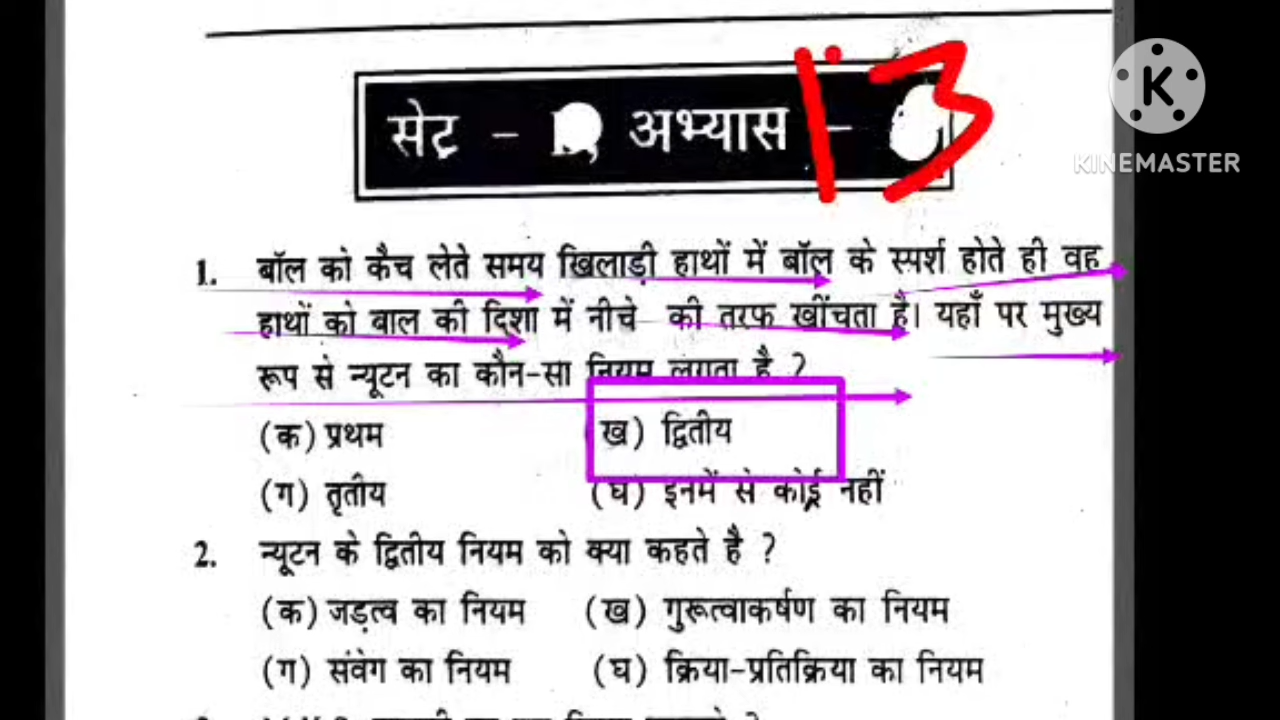 सेट - अभ्यास - 13
KINEMASTER
1. बॉल को कैच लेते समय खिलाड़ी हाथों में बॉल के स्पर्श होते ही वह
हाथों को बाल की दिशा में नीचे की तरफ खींचता है। यहाँ पर मुख्य
रूप से न्यूटन का कौन-सा नियम लगता है ?
(क) प्रथम (ख) द्वितीय
(ग) तृतीय (घ) इनमें से कोई नहीं
2. न्यूटन के द्वितीय नियम को क्या कहते है ?
(क) जड़त्व का नियम (ख) गुरूत्वाकर्षण का नियम
(ग) संवेग का नियम (घ) क्रिया-प्रतिक्रिया का नियम